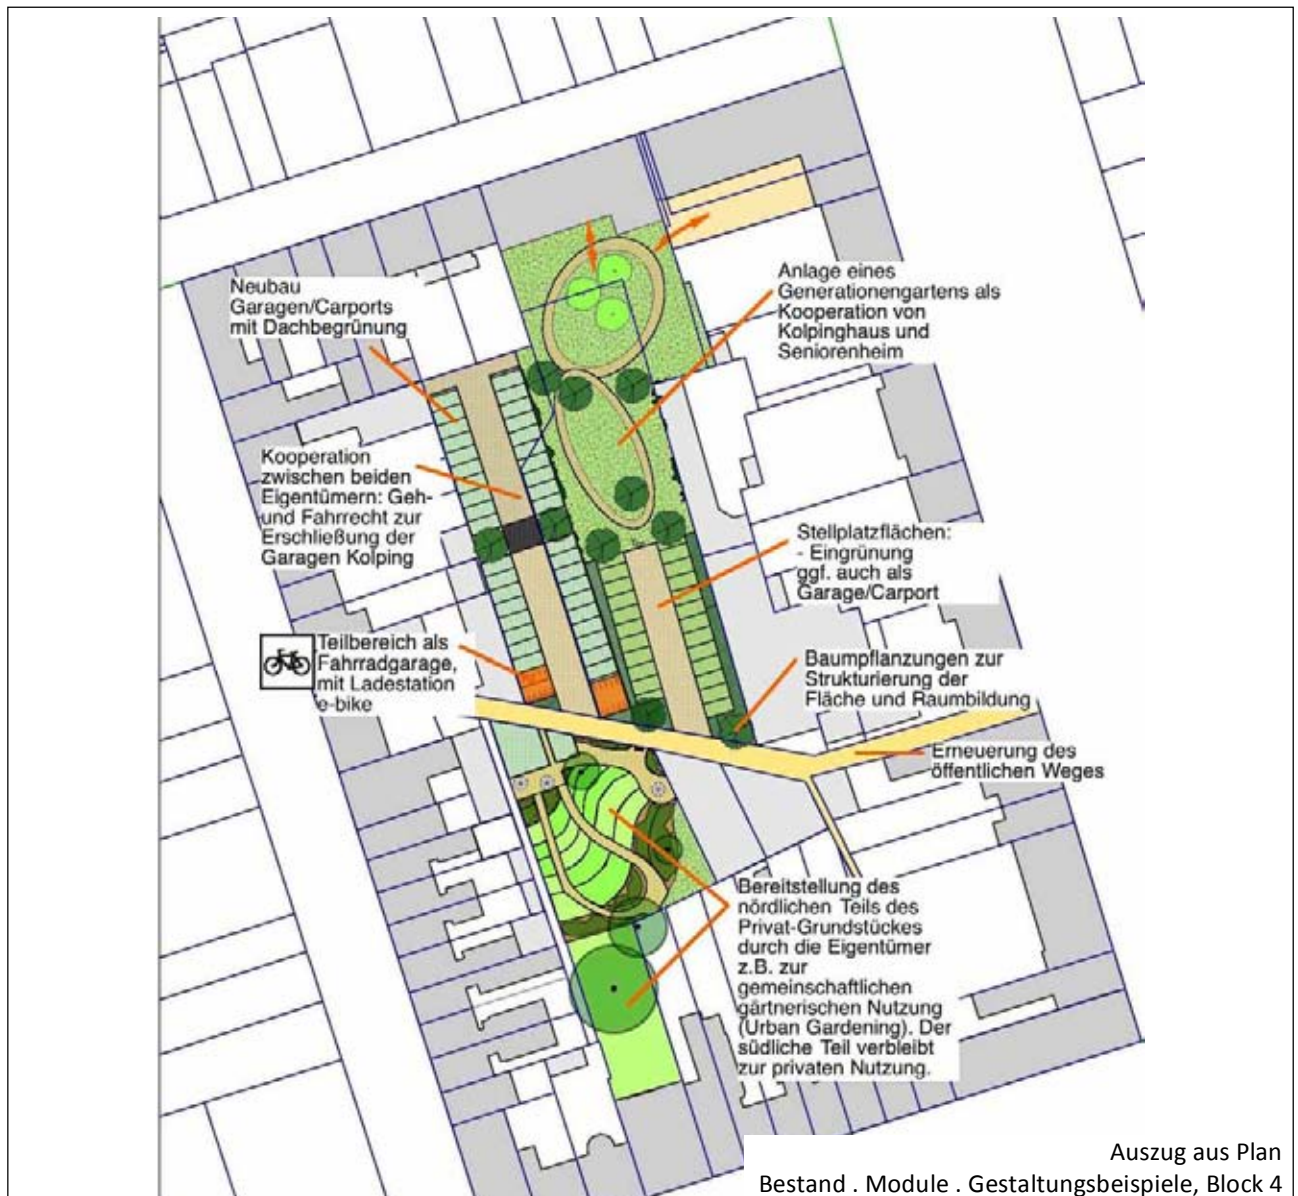 Neubau
Garagen/Carports
mit Dachbegrünung
Anlage eines
Generationengartens als
Kooperation von
Kolpinghaus und
Seniorenheim
Kooperation
zwischen beiden
Eigentümern: Geh-
und Fahrrecht zur
Erschließung der
Garagen Kolping
Stellplatzflächen:
- Eingrünung
ggf. auch als
Garage/Carport
Teilbereich als
Fahrradgarage,
mit Ladestation
e-bike
Baumpflanzungen zur
Strukturierung der
Fläche und Raumbildung
Erneuerung des
öffentlichen Weges
Bereitstellung des
nördlichen Teils des
Privat-Grundstückes
durch die Eigentümer
z.B. zur
gemeinschaftlichen
gärtnerischen Nutzung
(Urban Gardening). Der
südliche Teil verbleibt
zur privaten Nutzung.
Auszug aus Plan
Bestand . Module . Gestaltungsbeispiele, Block 4